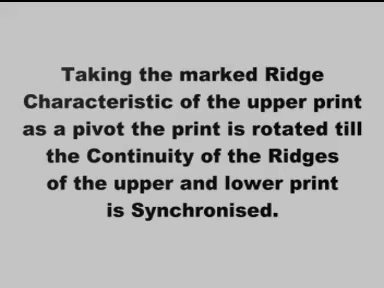 Taking the marked Ridge
Characteristic of the upper print
as a pivot the print is rotated till
the Continuity of the Ridges
of the upper and lower print
is Synchronised.